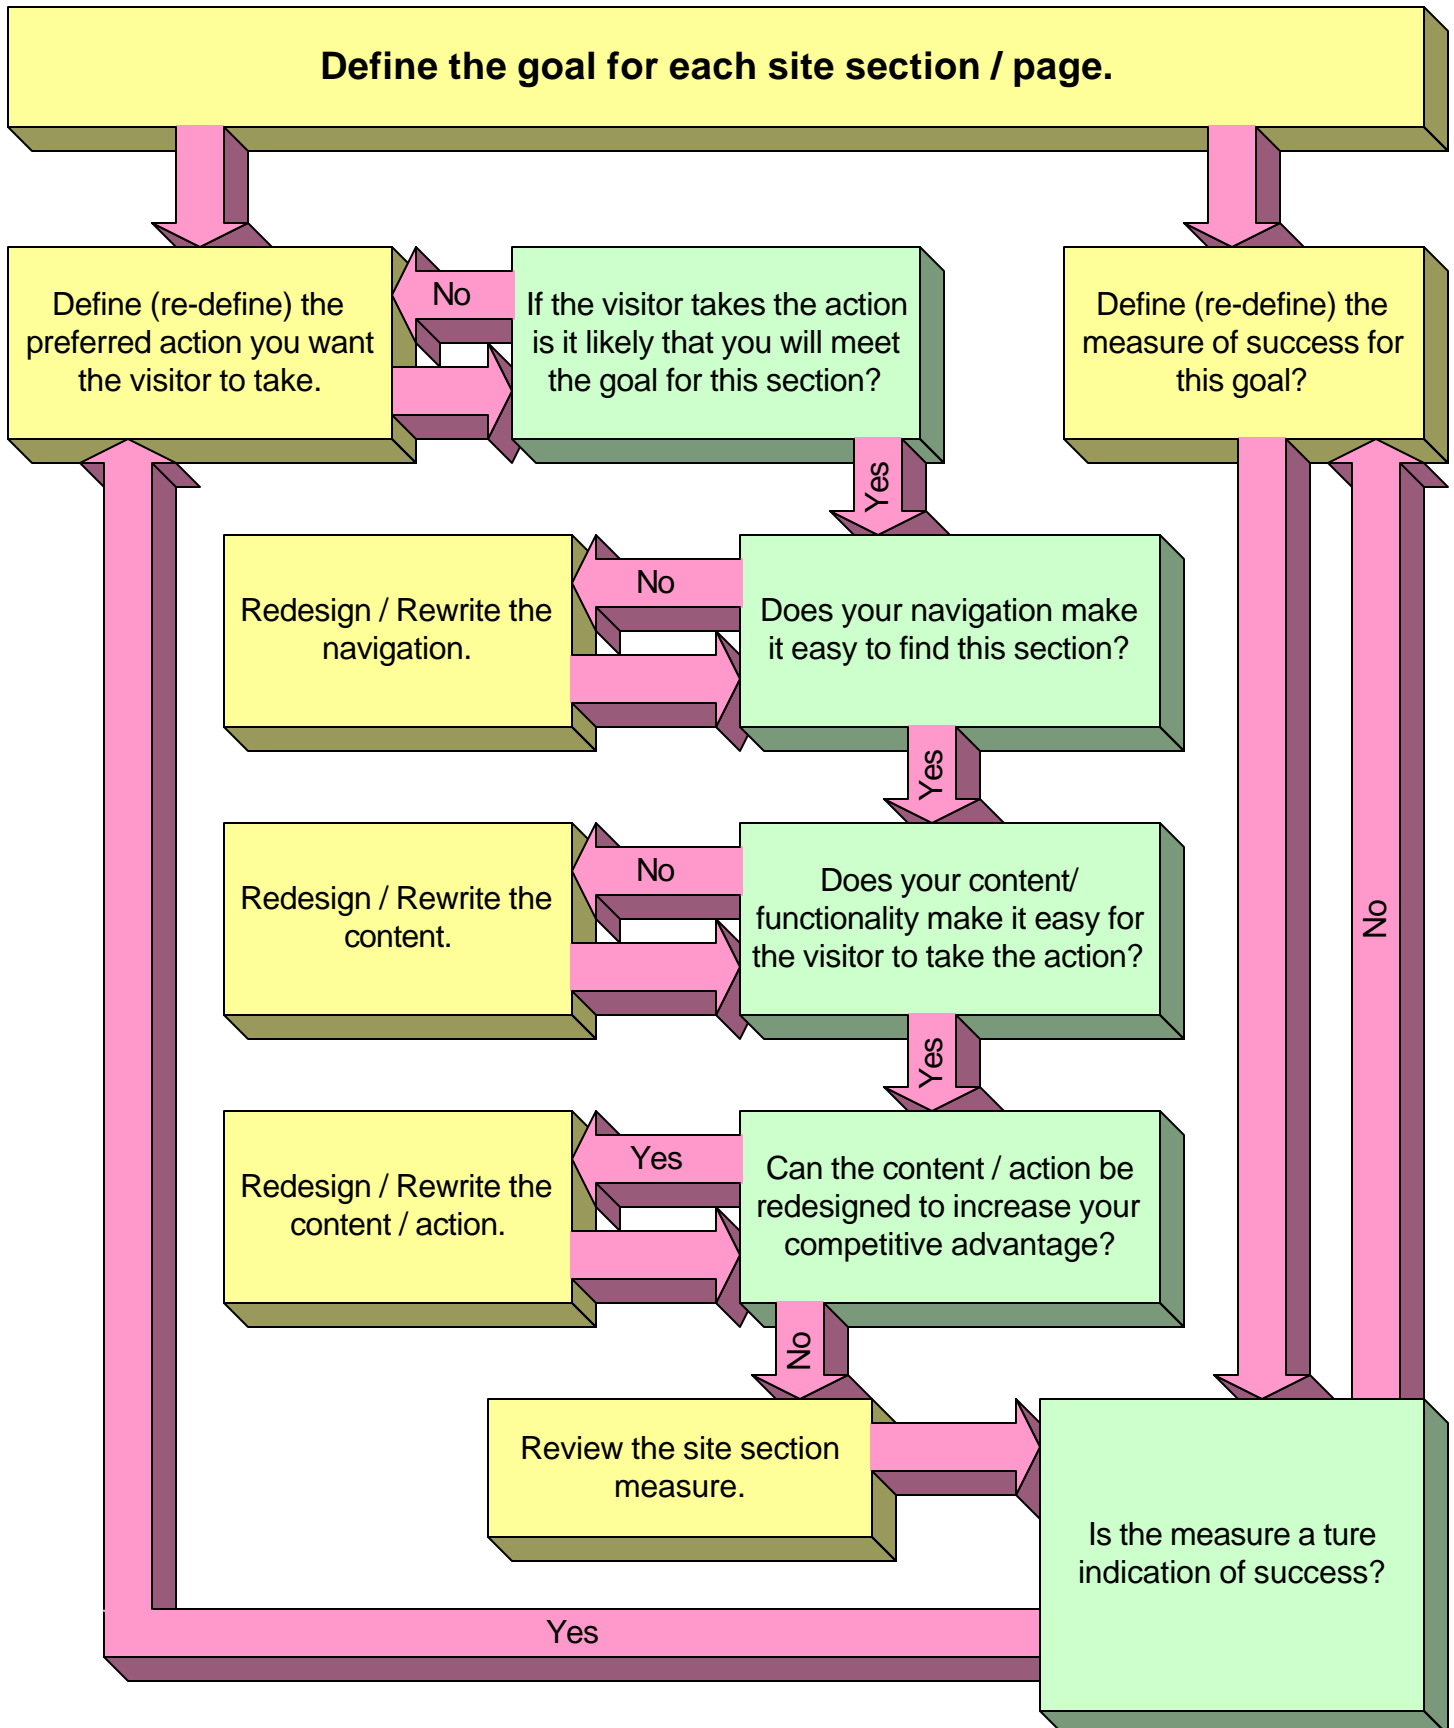 Define the goal for each site section / page.
Define (re-define) the
preferred action you want
the visitor to take.
No
If the visitor takes the action
is it likely that you will meet
the goal for this section?
Define (re-define) the
measure of success for
this goal?
Yes
Redesign / Rewrite the
navigation.
No
Does your navigation make
it easy to find this section?
Yes
Redesign / Rewrite the
content.
No
Does your content/
functionality make it easy for
the visitor to take the action?
No
Yes
Redesign / Rewrite the
content / action.
Yes
Can the content / action be
redesigned to increase your
competitive advantage?
No
Review the site section
measure.
Is the measure a ture
indication of success?
Yes